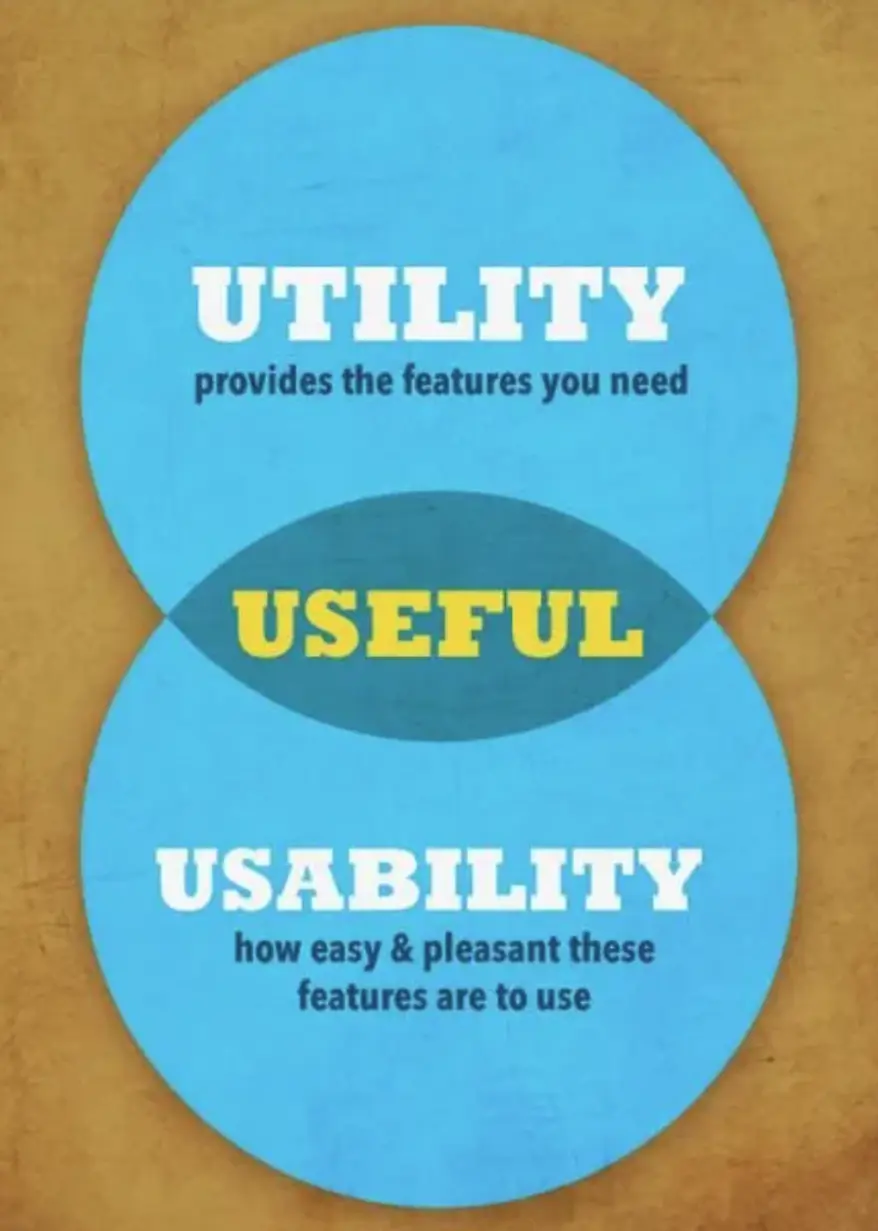 UTILITY
provides the features you need
USEFUL
USABILITY
how easy & pleasant these
features are to use